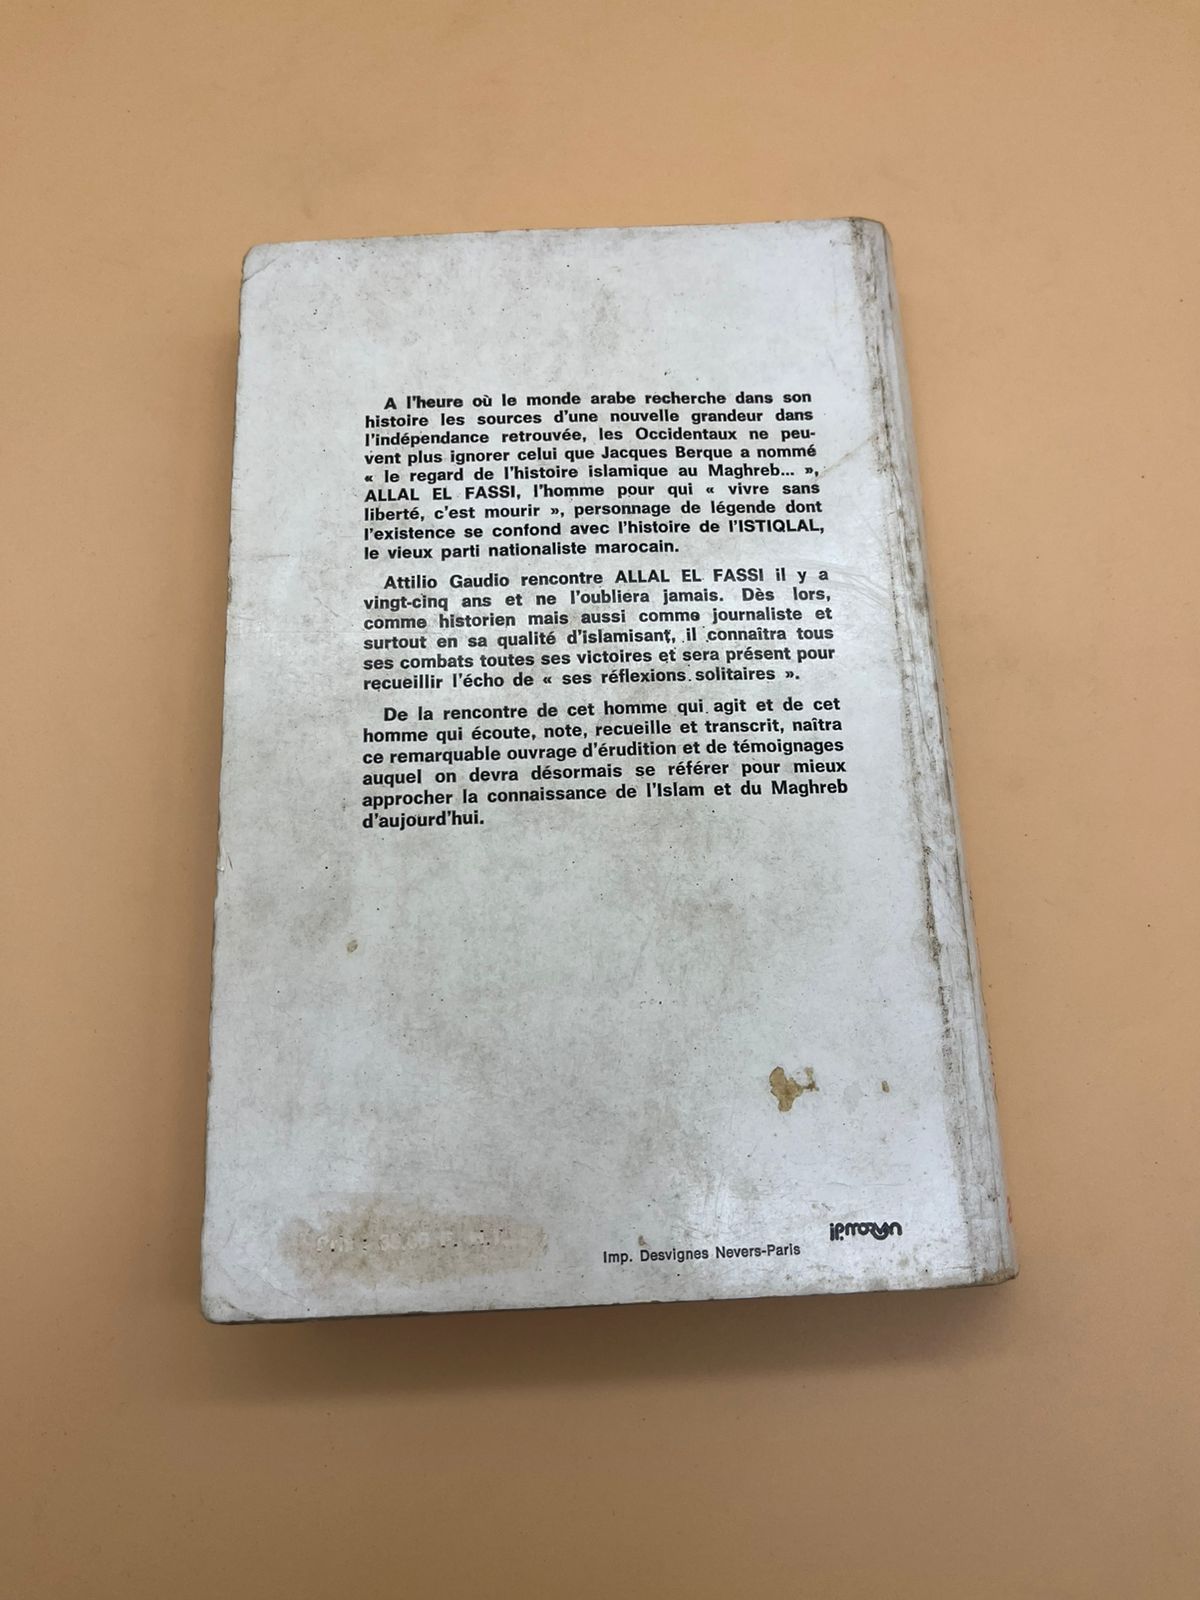 A l'heure où le monde arabe recherche dans son
histoire les sources d'une nouvelle grandeur dans
l'indépendance retrouvée, les Occidentaux ne peu-
vent plus ignorer celui que Jacques Berque a nommé
« le regard de l'histoire islamique au Maghreb... »,
ALLAL EL FASSI, l'homme pour qui « vivre sans
liberté, c'est mourir », personnage de légende dont
l'existence se confond avec l'histoire de l'ISTIQLAL,
le vieux parti nationaliste marocain.
Attilio Gaudio rencontre ALLAL EL FASSI il y a
vingt-cinq ans et ne l'oubliera jamais. Dès lors,
comme historien mais aussi comme journaliste et
surtout en sa qualité d'islamisant, il connaîtra tous
ses combats toutes ses victoires et sera présent pour
recueillir l'écho de « ses réflexions solitaires ».
De la rencontre de cet homme qui agit et de cet
homme qui écoute, note, recueille et transcrit, naîtra
ce remarquable ouvrage d'érudition et de témoignages
auquel on devra désormais se référer pour mieux
approcher la connaissance de l'Islam et du Maghreb
d'aujourd'hui.
Imp. Desvignes Nevers-Paris